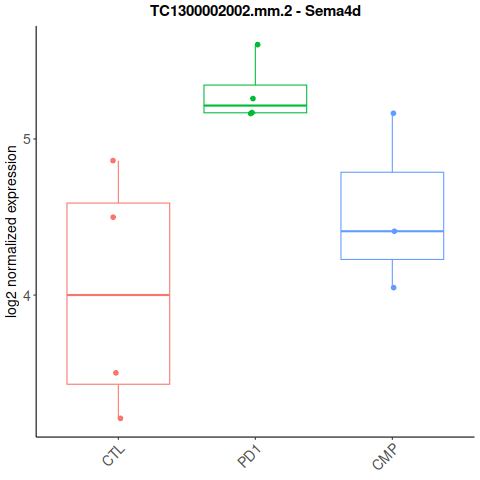 TC1300002002.mm.2 - Sema4d
log2 normalized expression
5
4
CTL
PD1
CMP